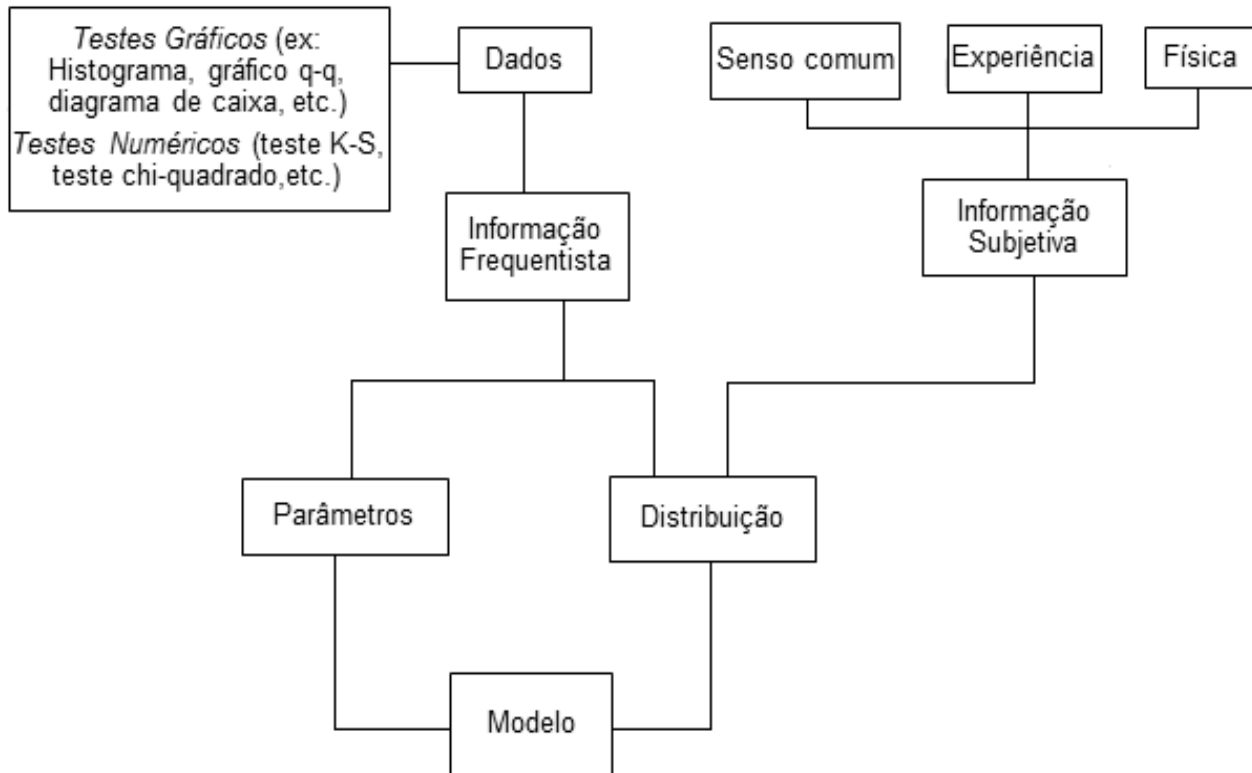 Testes Gráficos (ex:
Histograma, gráfico q-q,
diagrama de caixa, etc.)
Testes Numéricos (teste K-S,
teste chi-quadrado,etc.)
Dados
Senso comum
Experiência
Física
Informação
Frequentista
Informação
Subjetiva
Parâmetros
Distribuição
Modelo